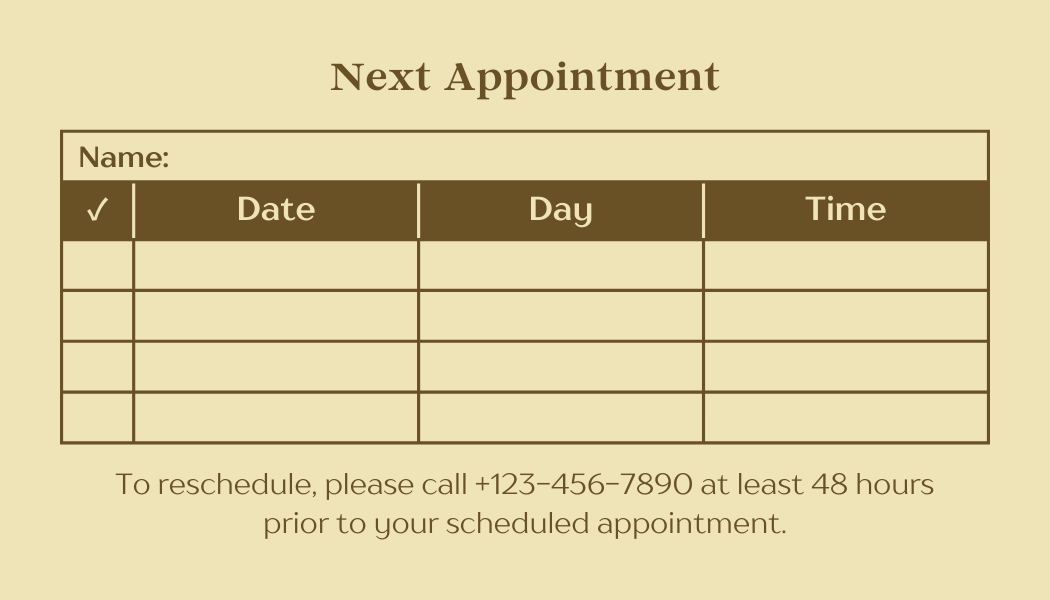 Next Appointment
Name:
✓ Date Day Time
To reschedule, please call +123-456-7890 at least 48 hours
prior to your scheduled appointment.